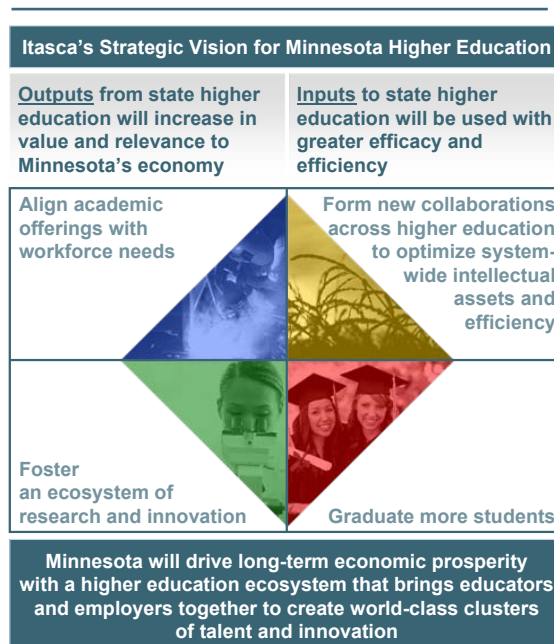 Itasca's Strategic Vision for Minnesota Higher Education
Outputs from state higher
education will increase in
value and relevance to
Minnesota's economy
Inputs to state higher
education will be used with
greater efficacy and
efficiency
Align academic
offerings with
workforce needs
Form new collaborations
across higher education
to optimize system-
wide intellectual
assets and
efficiency
Foster
an ecosystem of
research and innovation
Graduate more students
Minnesota will drive long-term economic prosperity
with a higher education ecosystem that brings educators
and employers together to create world-class clusters
of talent and innovation